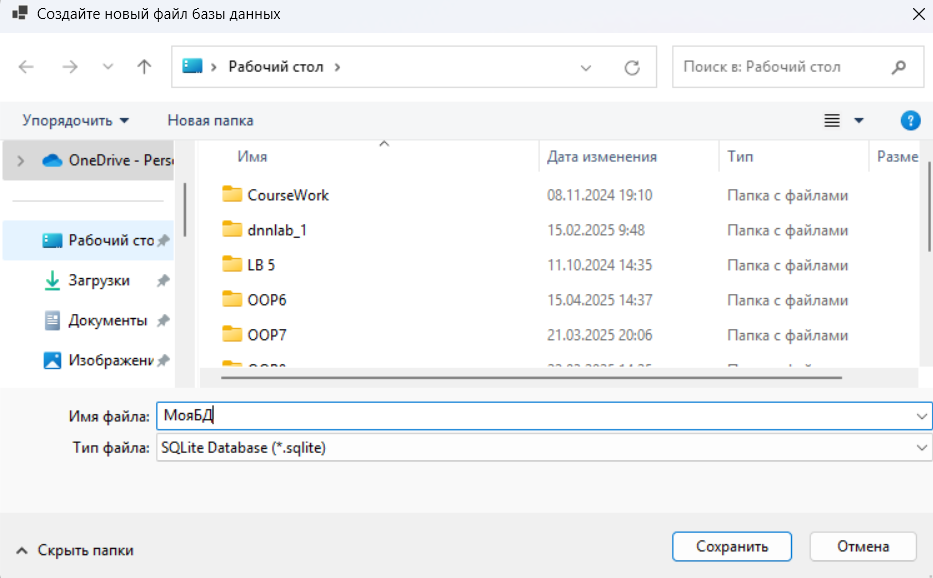 Создайте новый файл базы данных
Рабочий стол
Поиск в: Рабочий стол
Упорядочить
Новая папка
OneDrive - Perso
Рабочий сто
Загрузки
Документы
Изображени
Имя Дата изменения Тип Разме
CourseWork 08.11.2024 19:10 Папка с файлами
dnnlab_1 15.02.2025 9:48 Папка с файлами
LB 5 11.10.2024 14:35 Папка с файлами
OOP6 15.04.2025 14:37 Папка с файлами
OOP7 21.03.2025 20:06 Папка с файлами
Имя файла: МояБД
Тип файла: SQLite Database (*.sqlite)
Скрыть папки
Сохранить
Отмена